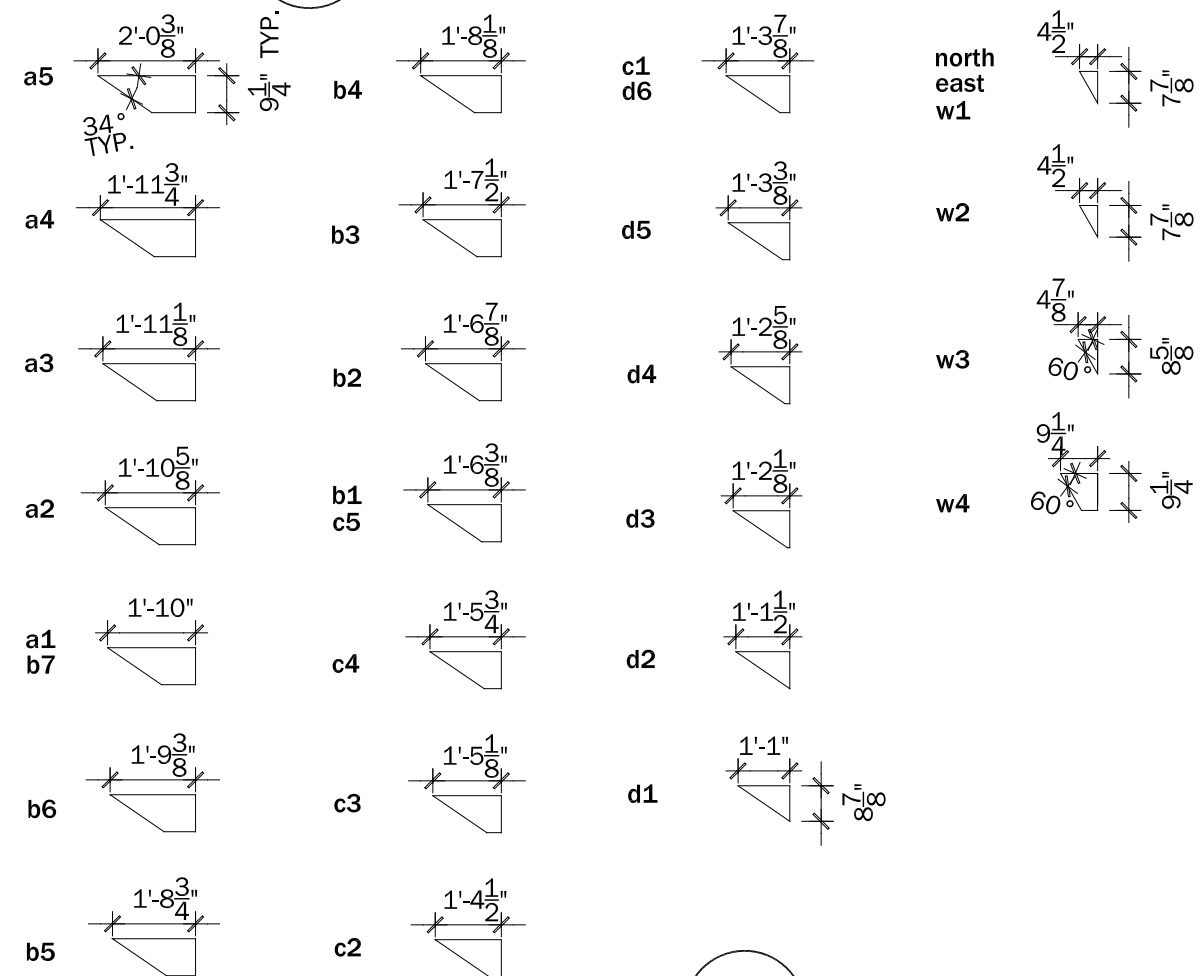 a5
2'-0 3/8"
9 1/4" TYP.
34°
TYP.
a4
1'-11 3/4"
a3
1'-11 1/8"
a2
1'-10 5/8"
a1
b7
1'-10"
b6
1'-9 3/8"
b5
1'-8 3/4"
b4
1'-8 1/8"
b3
1'-7 1/2"
b2
1'-6 7/8"
b1
c5
1'-6 3/8"
c4
1'-5 3/4"
c3
1'-5 1/8"
c2
1'-4 1/2"
c1
d6
1'-3 7/8"
d5
1'-3 3/8"
d4
1'-2 5/8"
d3
1'-2 1/8"
d2
1'-1 1/2"
d1
1'-1"
8 7/8"
north
east
w1
4 1/2"
7 7/8"
w2
4 1/2"
7 7/8"
w3
4 7/8"
8 5/8"
60°
w4
9 1/4"
9 1/4"
60°